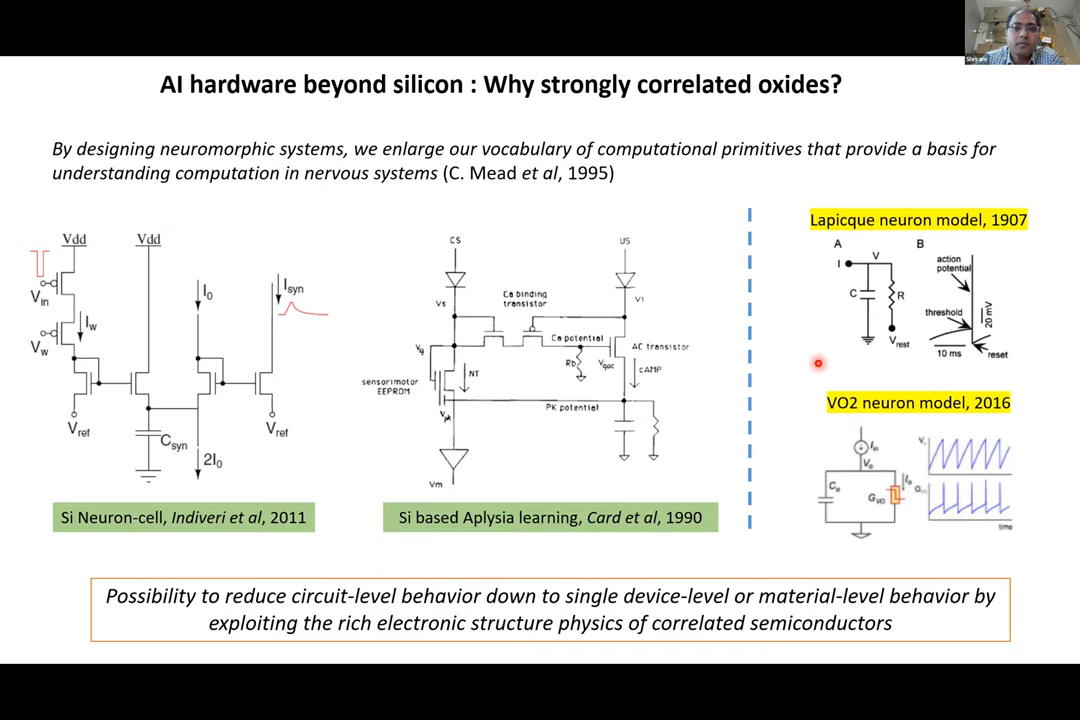 Shriram
AI hardware beyond silicon : Why strongly correlated oxides?
By designing neuromorphic systems, we enlarge our vocabulary of computational primitives that provide a basis for
understanding computation in nervous systems (C. Mead et al, 1995)
Vdd
Vdd
Vin
Iw
Vw
I0
Isyn
Vref
Csyn
2I0
Vref
Si Neuron-cell, Indiveri et al, 2011
CS
US
Vs
V1
Ca binding
transistor
Ca potential
Vg
Rb
Vgac
AC transistor
NT
CAMP
sensorimotor
EEPROM
Vpk
PK potential
Vm
Si based Aplysia learning, Card et al, 1990
Lapicque neuron model, 1907
A
B
I
V
C
R
Vrest
action
potential
threshold
20 mV
10 ms
reset
VO2 neuron model, 2016
time
Possibility to reduce circuit-level behavior down to single device-level or material-level behavior by
exploiting the rich electronic structure physics of correlated semiconductors